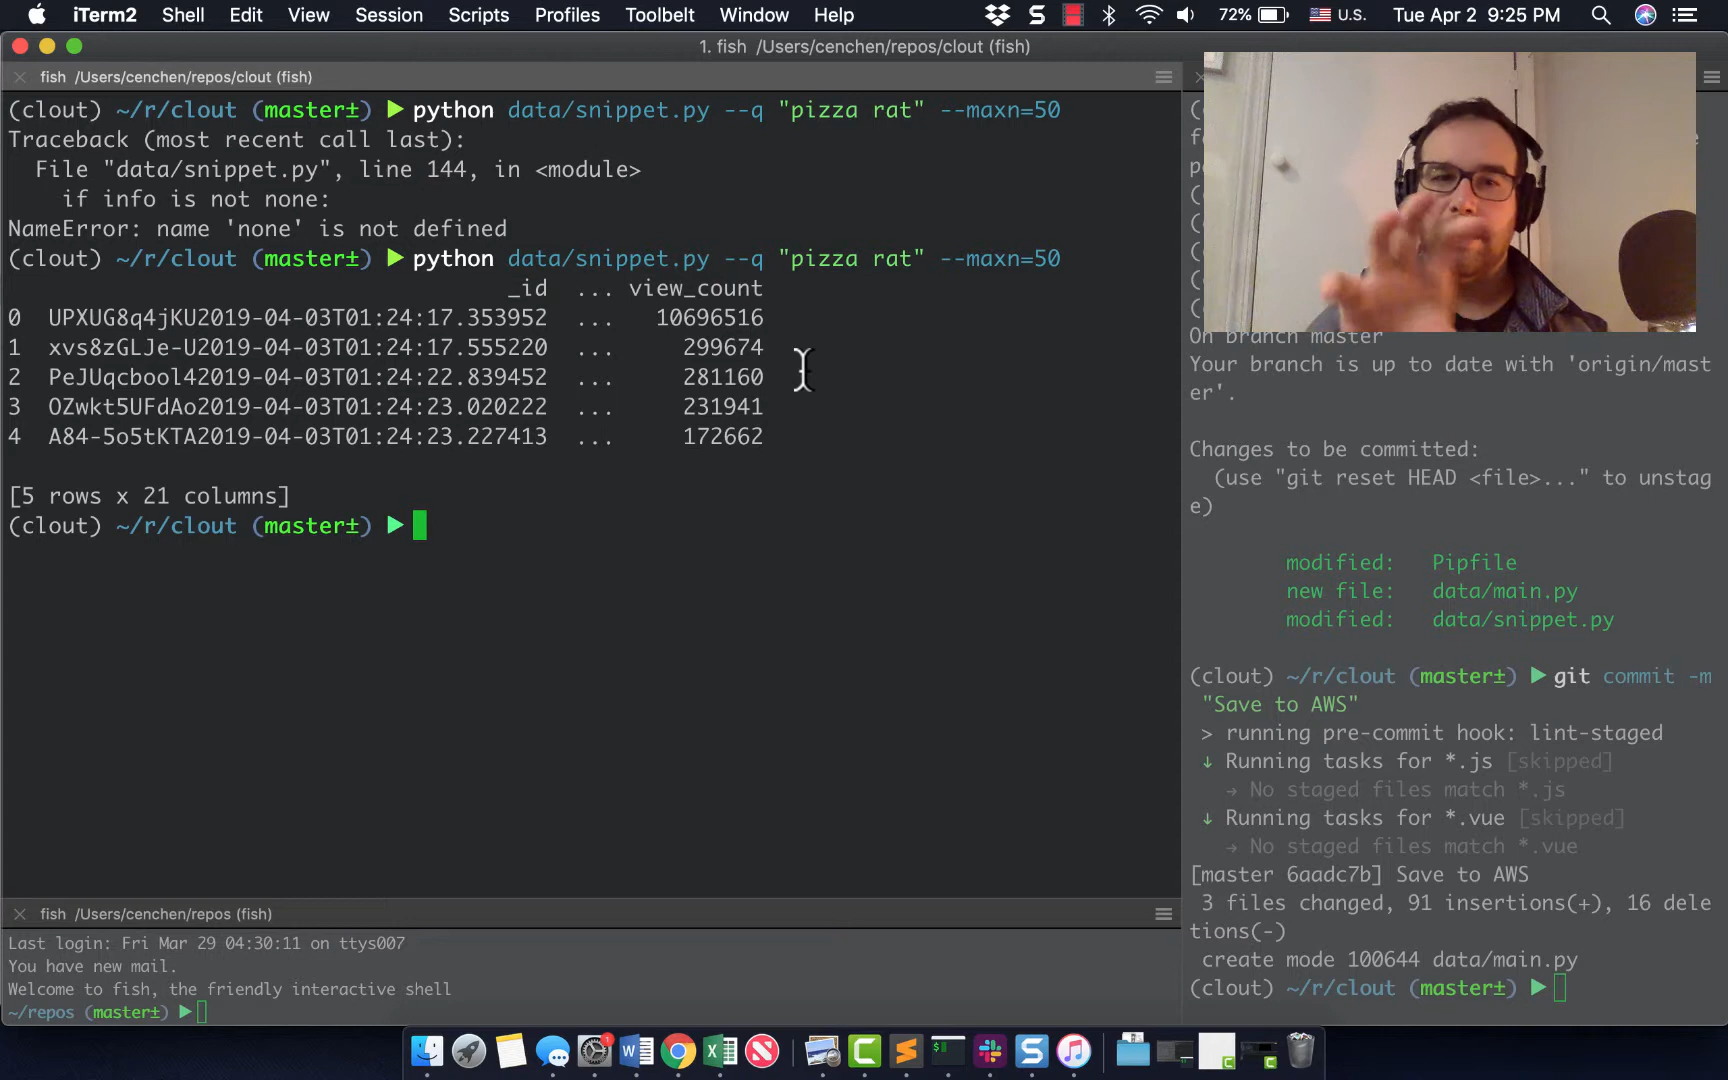 iTerm2 Shell Edit View Session Scripts Profiles Toolbelt Window Help 72% U.S. Tue Apr 2 9:25 PM
1. fish /Users/cenchen/repos/clout (fish)
fish /Users/cenchen/repos/clout (fish)
(clout) ~/r/clout (master±) ▶ python data/snippet.py --q "pizza rat" --maxn=50
Traceback (most recent call last):
File "data/snippet.py", line 144, in <module>
if info is not none:
NameError: name 'none' is not defined
(clout) ~/r/clout (master±) ▶ python data/snippet.py --q "pizza rat" --maxn=50
_id ... view_count
0 UPXUG8q4jKU2019-04-03T01:24:17.353952 ... 10696516
1 xvs8zGLJe-U2019-04-03T01:24:17.555220 ... 299674
2 PeJUqcbool42019-04-03T01:24:22.839452 ... 281160
3 OZwkt5UFdAo2019-04-03T01:24:23.020222 ... 231941
4 A84-5o5tKTA2019-04-03T01:24:23.227413 ... 172662
[5 rows x 21 columns]
(clout) ~/r/clout (master±) ▶
fish /Users/cenchen/repos (fish)
Last login: Fri Mar 29 04:30:11 on ttys007
You have new mail.
Welcome to fish, the friendly interactive shell
~/repos (master±) ▶
On branch master
Your branch is up to date with 'origin/mast
er'.
Changes to be committed:
(use "git reset HEAD <file>..." to unstag
e)
modified: Pipfile
new file: data/main.py
modified: data/snippet.py
(clout) ~/r/clout (master±) ▶ git commit -m
"Save to AWS"
> running pre-commit hook: lint-staged
↓ Running tasks for *.js [skipped]
→ No staged files match *.js
↓ Running tasks for *.vue [skipped]
→ No staged files match *.vue
[master 6aadc7b] Save to AWS
3 files changed, 91 insertions(+), 16 dele
tions(-)
create mode 100644 data/main.py
(clout) ~/r/clout (master±) ▶